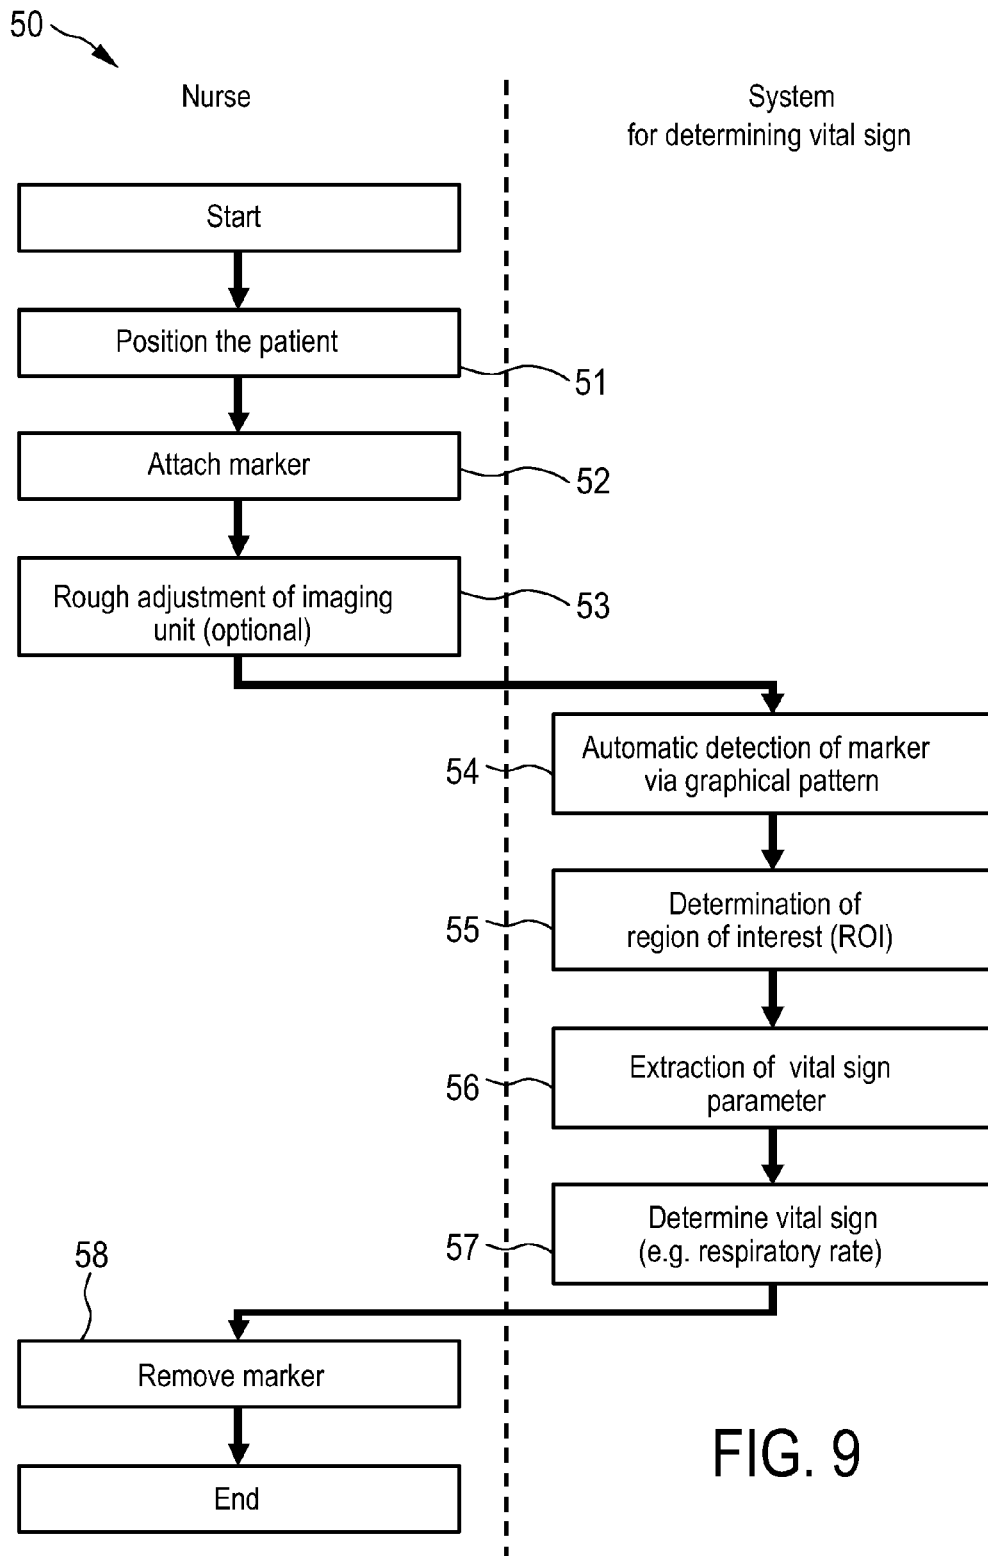 50
Nurse
System
for determining vital sign
Start
Position the patient
51
Attach marker
52
Rough adjustment of imaging
unit (optional)
53
Automatic detection of marker
via graphical pattern
54
Determination of
region of interest (ROI)
55
Extraction of vital sign
parameter
56
Determine vital sign
(e.g. respiratory rate)
57
58
Remove marker
End
FIG. 9